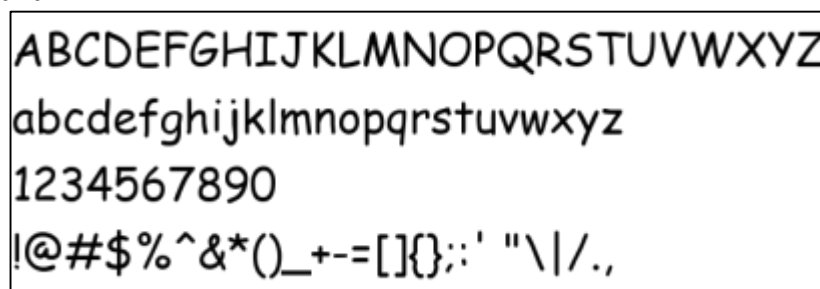 ABCDEFGHIJKLMNOPQRSTUVWXYZ
abcdefghijklmnopqrstuvwxyz
1234567890
!@#$%^&*()_+-=[]{};:' "\|/.,